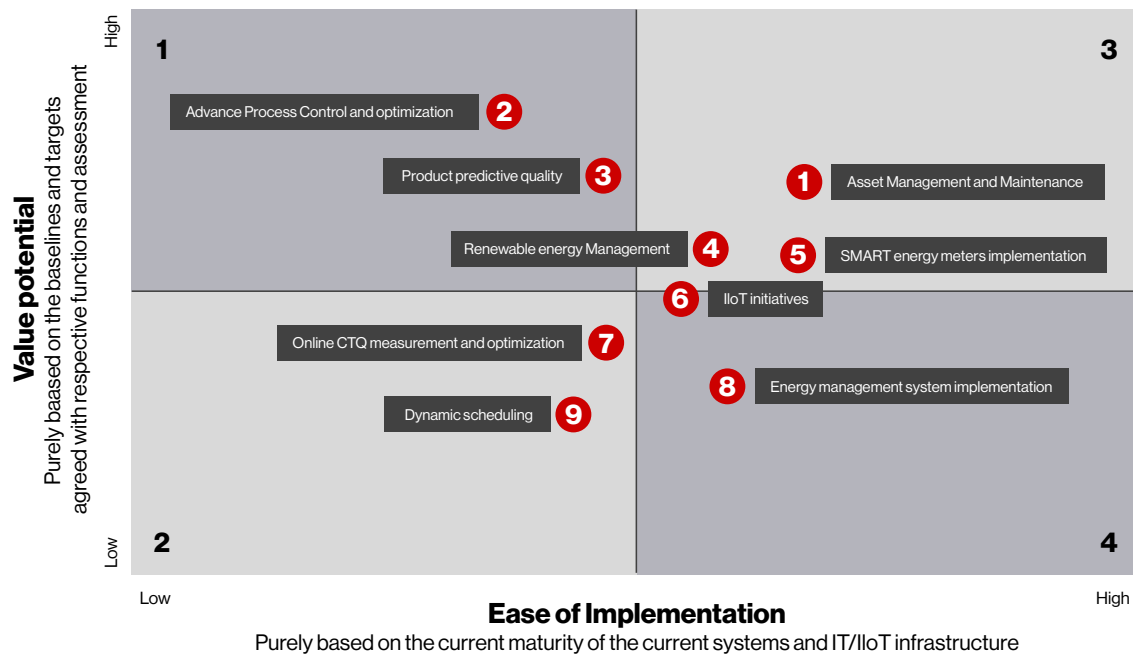 High
1
3
Advance Process Control and optimization
2
Product predictive quality
3
1
Asset Management and Maintenance
Renewable energy Management
4
5
SMART energy meters implementation
6
IIoT initiatives
Online CTQ measurement and optimization
7
8
Energy management system implementation
Dynamic scheduling
9
2
4
Low
Value potential
Purely baased on the baselines and targets
agreed with respective functions and assessment
Low
High
Ease of Implementation
Purely based on the current maturity of the current systems and IT/IIoT infrastructure